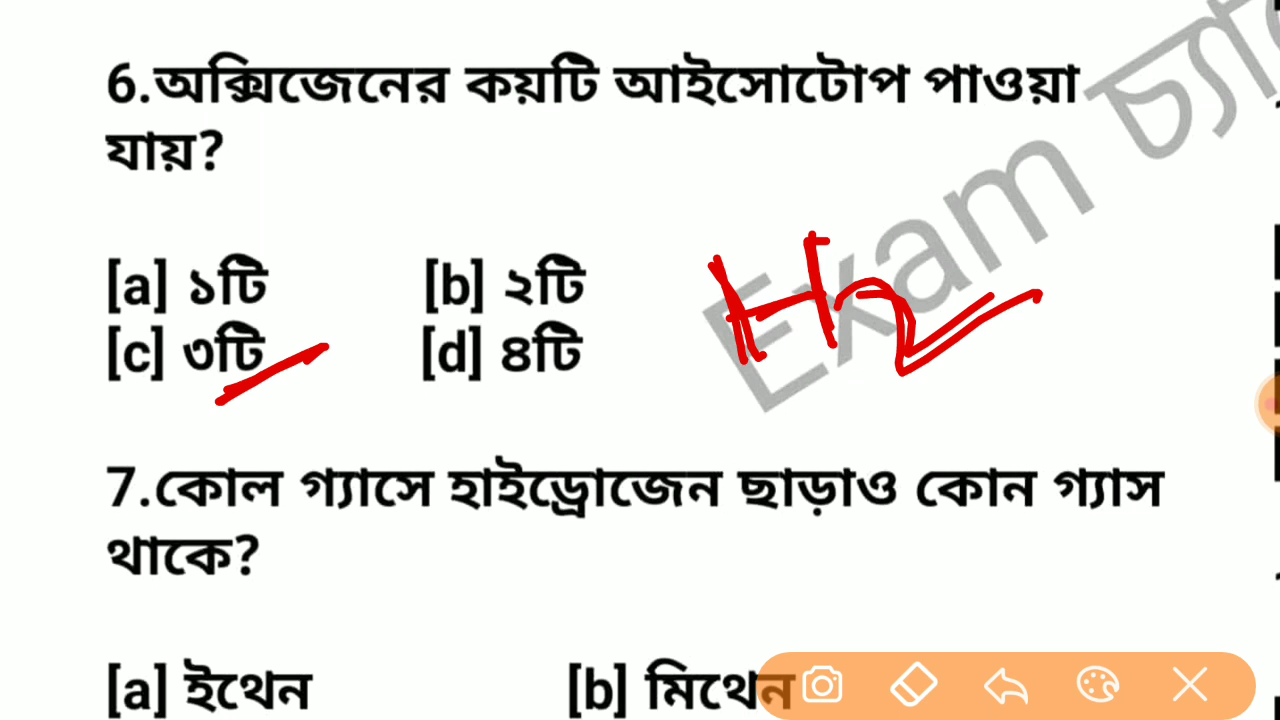 6.অক্সিজেনের কয়টি আইসোটোপ পাওয়া
যায়?
[a] ১টি [b] ২টি
[c] ৩টি [d] ৪টি
H2
Exam
7.কোল গ্যাসে হাইড্রোজেন ছাড়াও কোন গ্যাস
থাকে?
[a] ইথেন [b] মিথেন